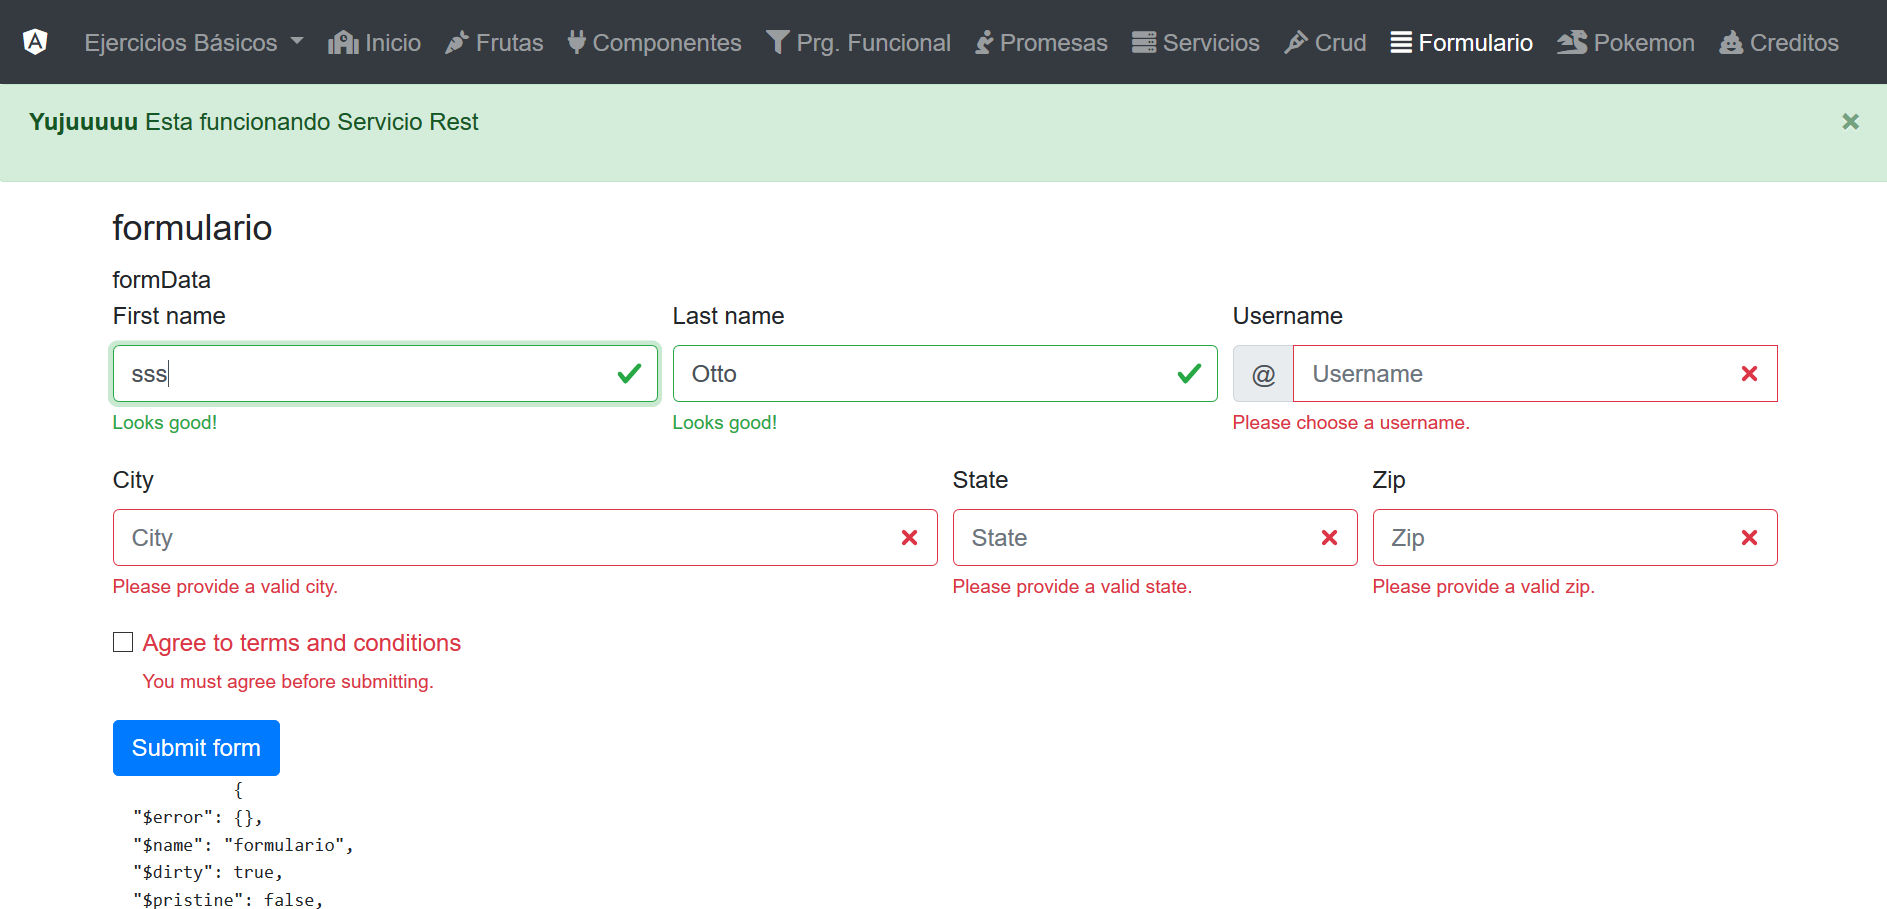 Ejercicios Básicos Inicio Frutas Componentes Prg. Funcional Promesas Servicios Crud Formulario Pokemon Creditos
Yujuuuuu Esta funcionando Servicio Rest ×
formulario
formData
First name Last name Username
sss Otto @ Username
Looks good! Looks good! Please choose a username.
City State Zip
City State Zip
Please provide a valid city. Please provide a valid state. Please provide a valid zip.
Agree to terms and conditions
You must agree before submitting.
Submit form
{
"$error": {},
"$name": "formulario",
"$dirty": true,
"$pristine": false,